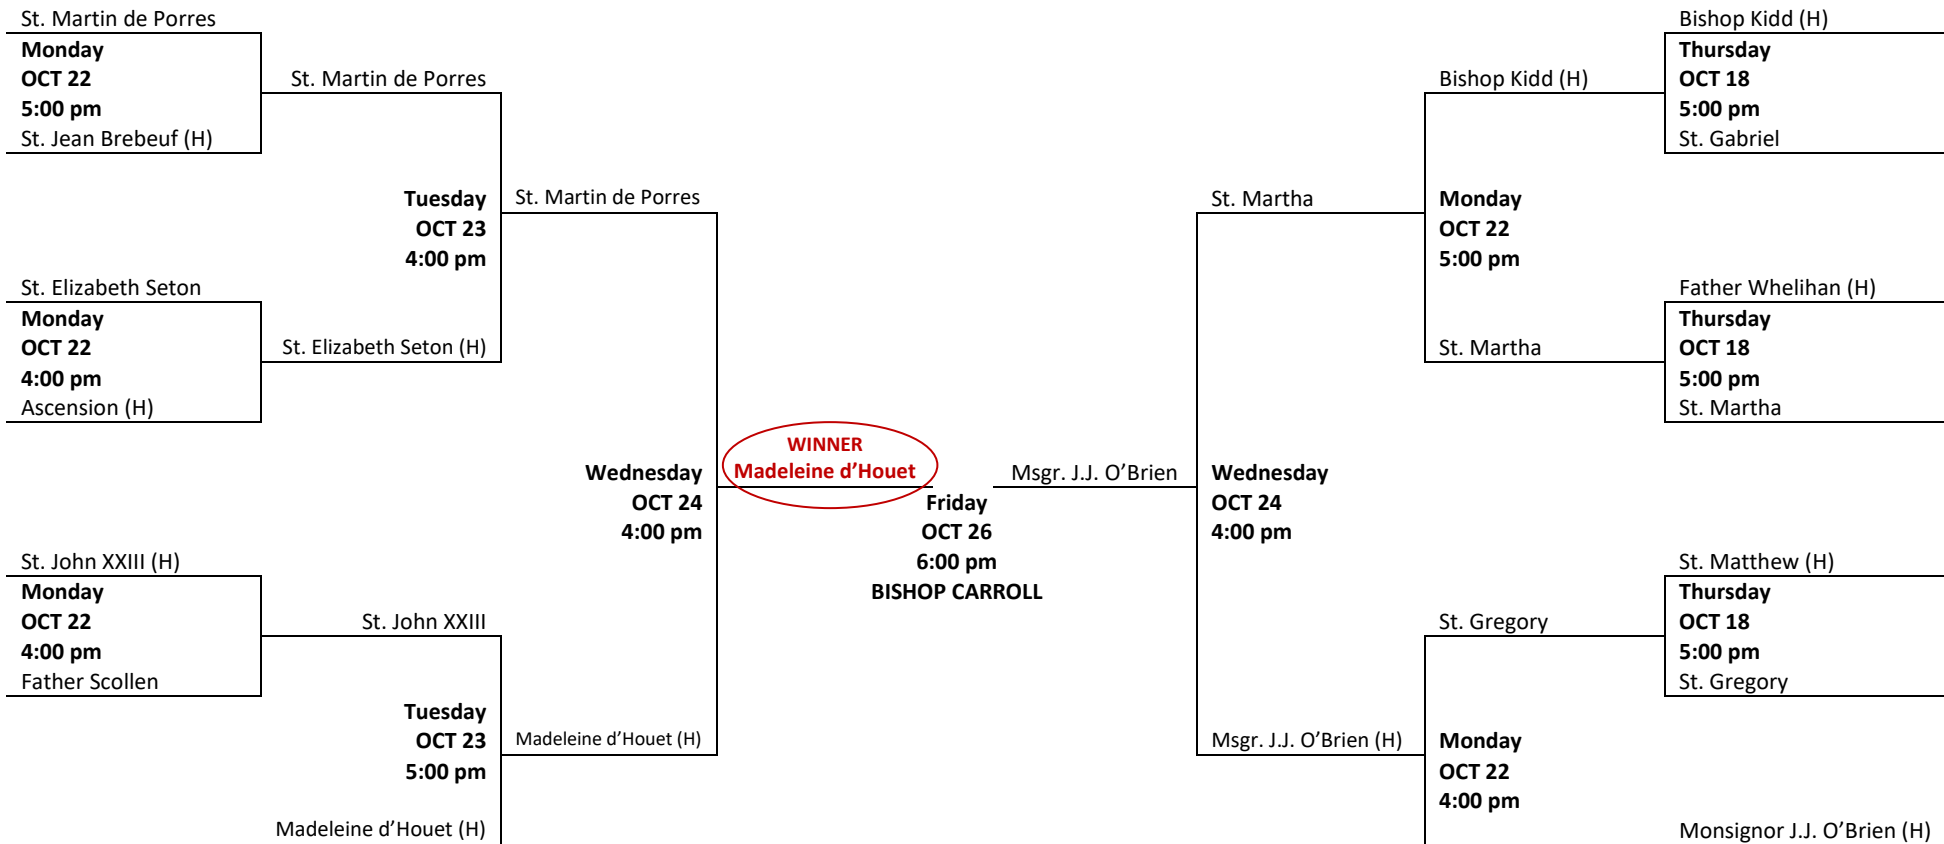 St. Martin de Porres
Monday
OCT 22
5:00 pm
St. Jean Brebeuf (H)
St. Martin de Porres
Tuesday
OCT 23
4:00 pm
St. Elizabeth Seton
Monday
OCT 22
4:00 pm
Ascension (H)
St. Elizabeth Seton (H)
St. Martin de Porres
Wednesday
OCT 24
4:00 pm
St. John XXIII (H)
Monday
OCT 22
4:00 pm
Father Scollen
St. John XXIII
Tuesday
OCT 23
5:00 pm
Madeleine d’Houet (H)
Madeleine d’Houet (H)
WINNER
Madeleine d’Houet
Friday
OCT 26
6:00 pm
BISHOP CARROLL
Msgr. J.J. O’Brien
Wednesday
OCT 24
4:00 pm
St. Martha
Msgr. J.J. O’Brien (H)
Bishop Kidd (H)
Monday
OCT 22
5:00 pm
St. Martha
St. Gregory
Monday
OCT 22
4:00 pm
Bishop Kidd (H)
Thursday
OCT 18
5:00 pm
St. Gabriel
Father Whelihan (H)
Thursday
OCT 18
5:00 pm
St. Martha
St. Matthew (H)
Thursday
OCT 18
5:00 pm
St. Gregory
Monsignor J.J. O’Brien (H)